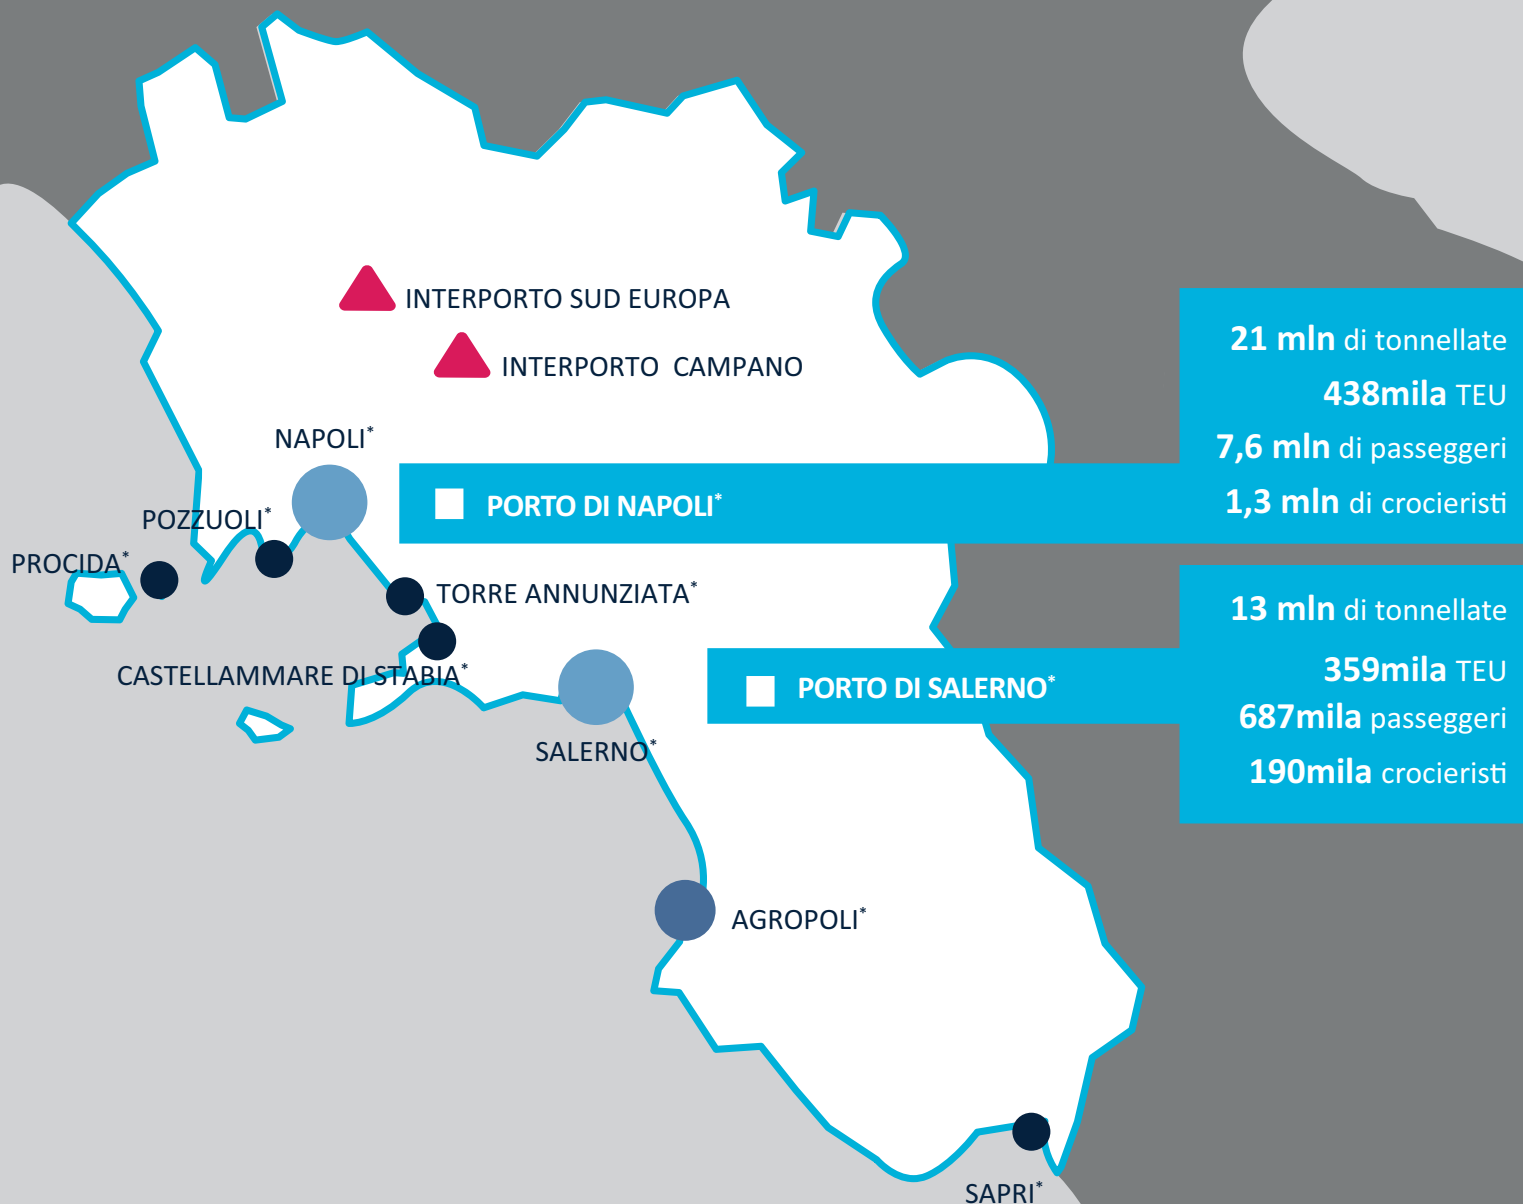 INTERPORTO SUD EUROPA
INTERPORTO CAMPANO
NAPOLI*
POZZUOLI*
PROCIDA*
TORRE ANNUNZIATA*
CASTELLAMMARE DI STABIA*
SALERNO*
AGROPOLI*
SAPRI*
PORTO DI NAPOLI*
21 mln di tonnellate
438mila TEU
7,6 mln di passeggeri
1,3 mln di crocieristi
PORTO DI SALERNO*
13 mln di tonnellate
359mila TEU
687mila passeggeri
190mila crocieristi